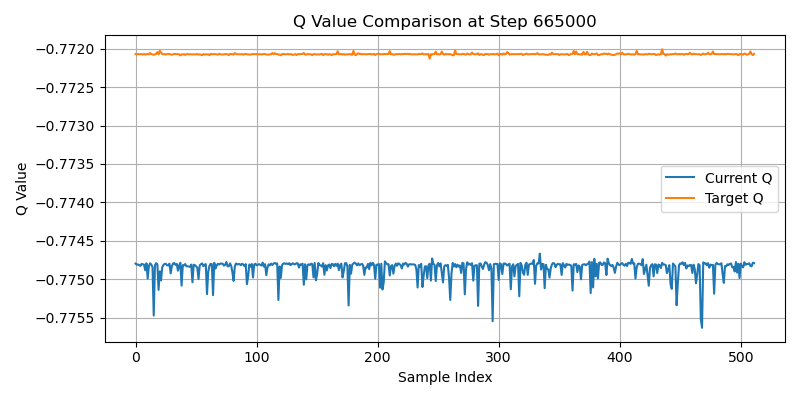 Q Value Comparison at Step 665000
Q Value
−0.7720
−0.7725
−0.7730
−0.7735
−0.7740
−0.7745
−0.7750
−0.7755
Current Q
Target Q
0 100 200 300 400 500
Sample Index